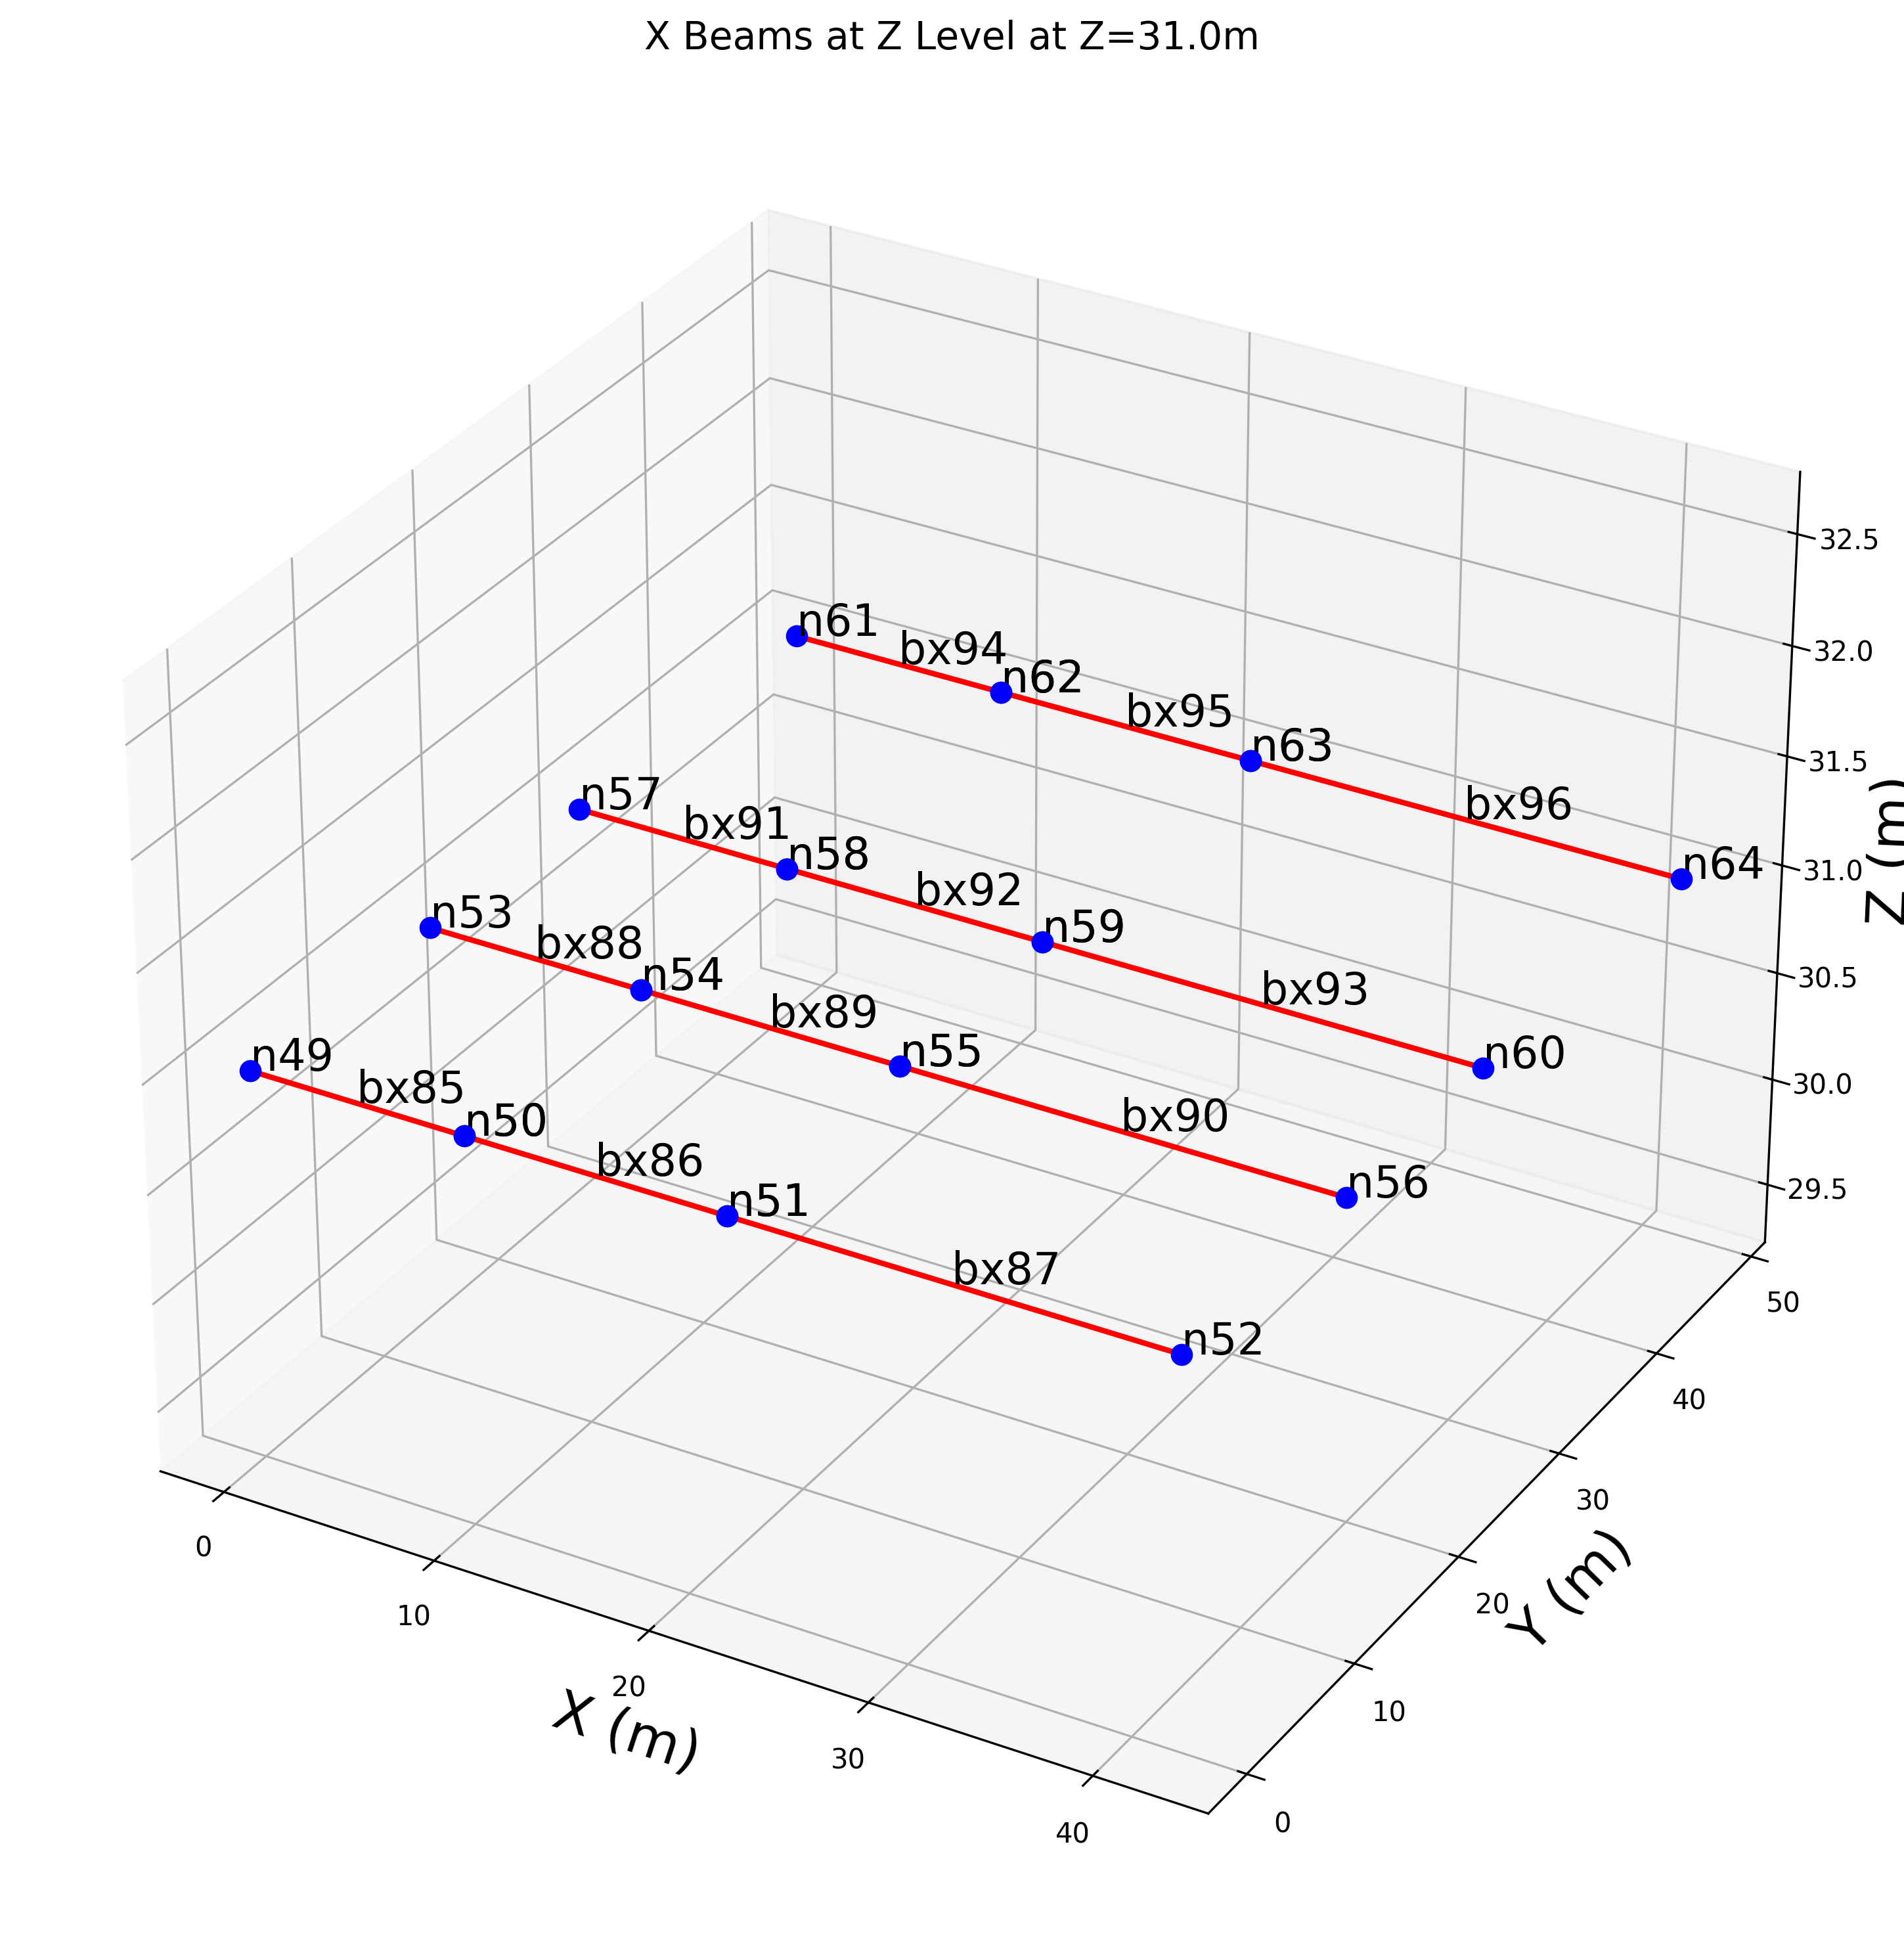 X Beams at Z Level at Z=31.0m
n61
bx94
n62
bx95
n63
bx96
n64
n57
bx91
n58
bx92
n59
bx93
n60
n53
bx88
n54
bx89
n55
bx90
n56
n49
bx85
n50
bx86
n51
bx87
n52
32.5
32.0
31.5
31.0
30.5
30.0
29.5
Z (m)
50
40
30
20
10
0
Y (m)
0
10
20
30
40
X (m)